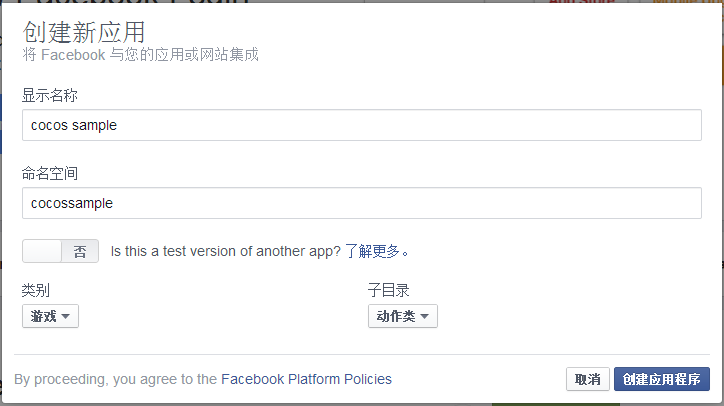 创建新应用
将 Facebook 与您的应用或网站集成
显示名称
cocos sample
命名空间
cocossample
否 Is this a test version of another app? 了解更多。
类别 子目录
游戏 动作类
By proceeding, you agree to the Facebook Platform Policies 取消 创建应用程序